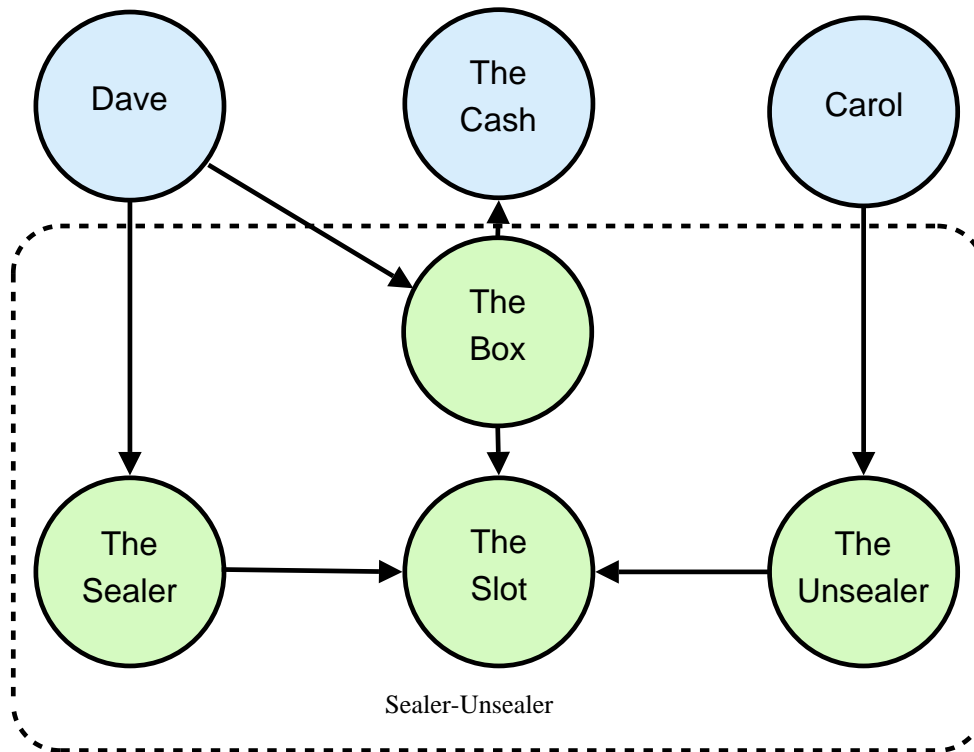 Dave
The
Cash
Carol
The
Box
The
Sealer
The
Slot
The
Unsealer
Sealer-Unsealer